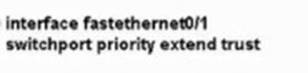 interface fastethernet0/1
switchport priority extend trust